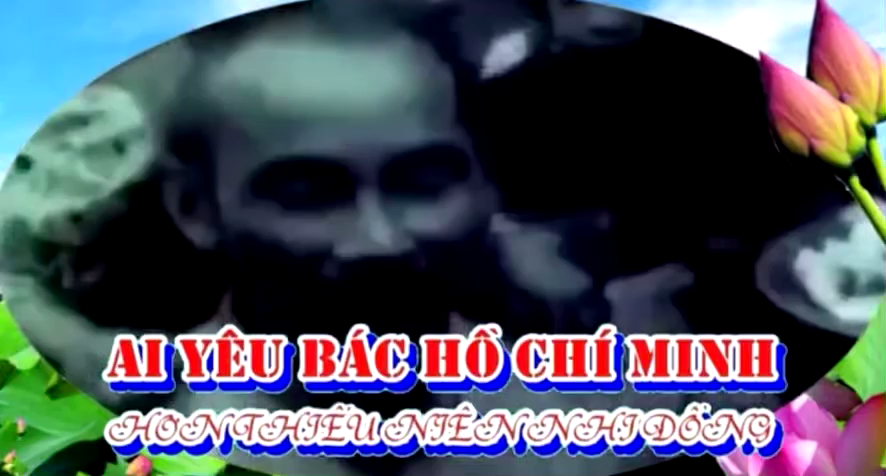 AI YÊU BÁC HỒ CHÍ MINH
HƠN THIẾU NIÊN NHI ĐỒNG